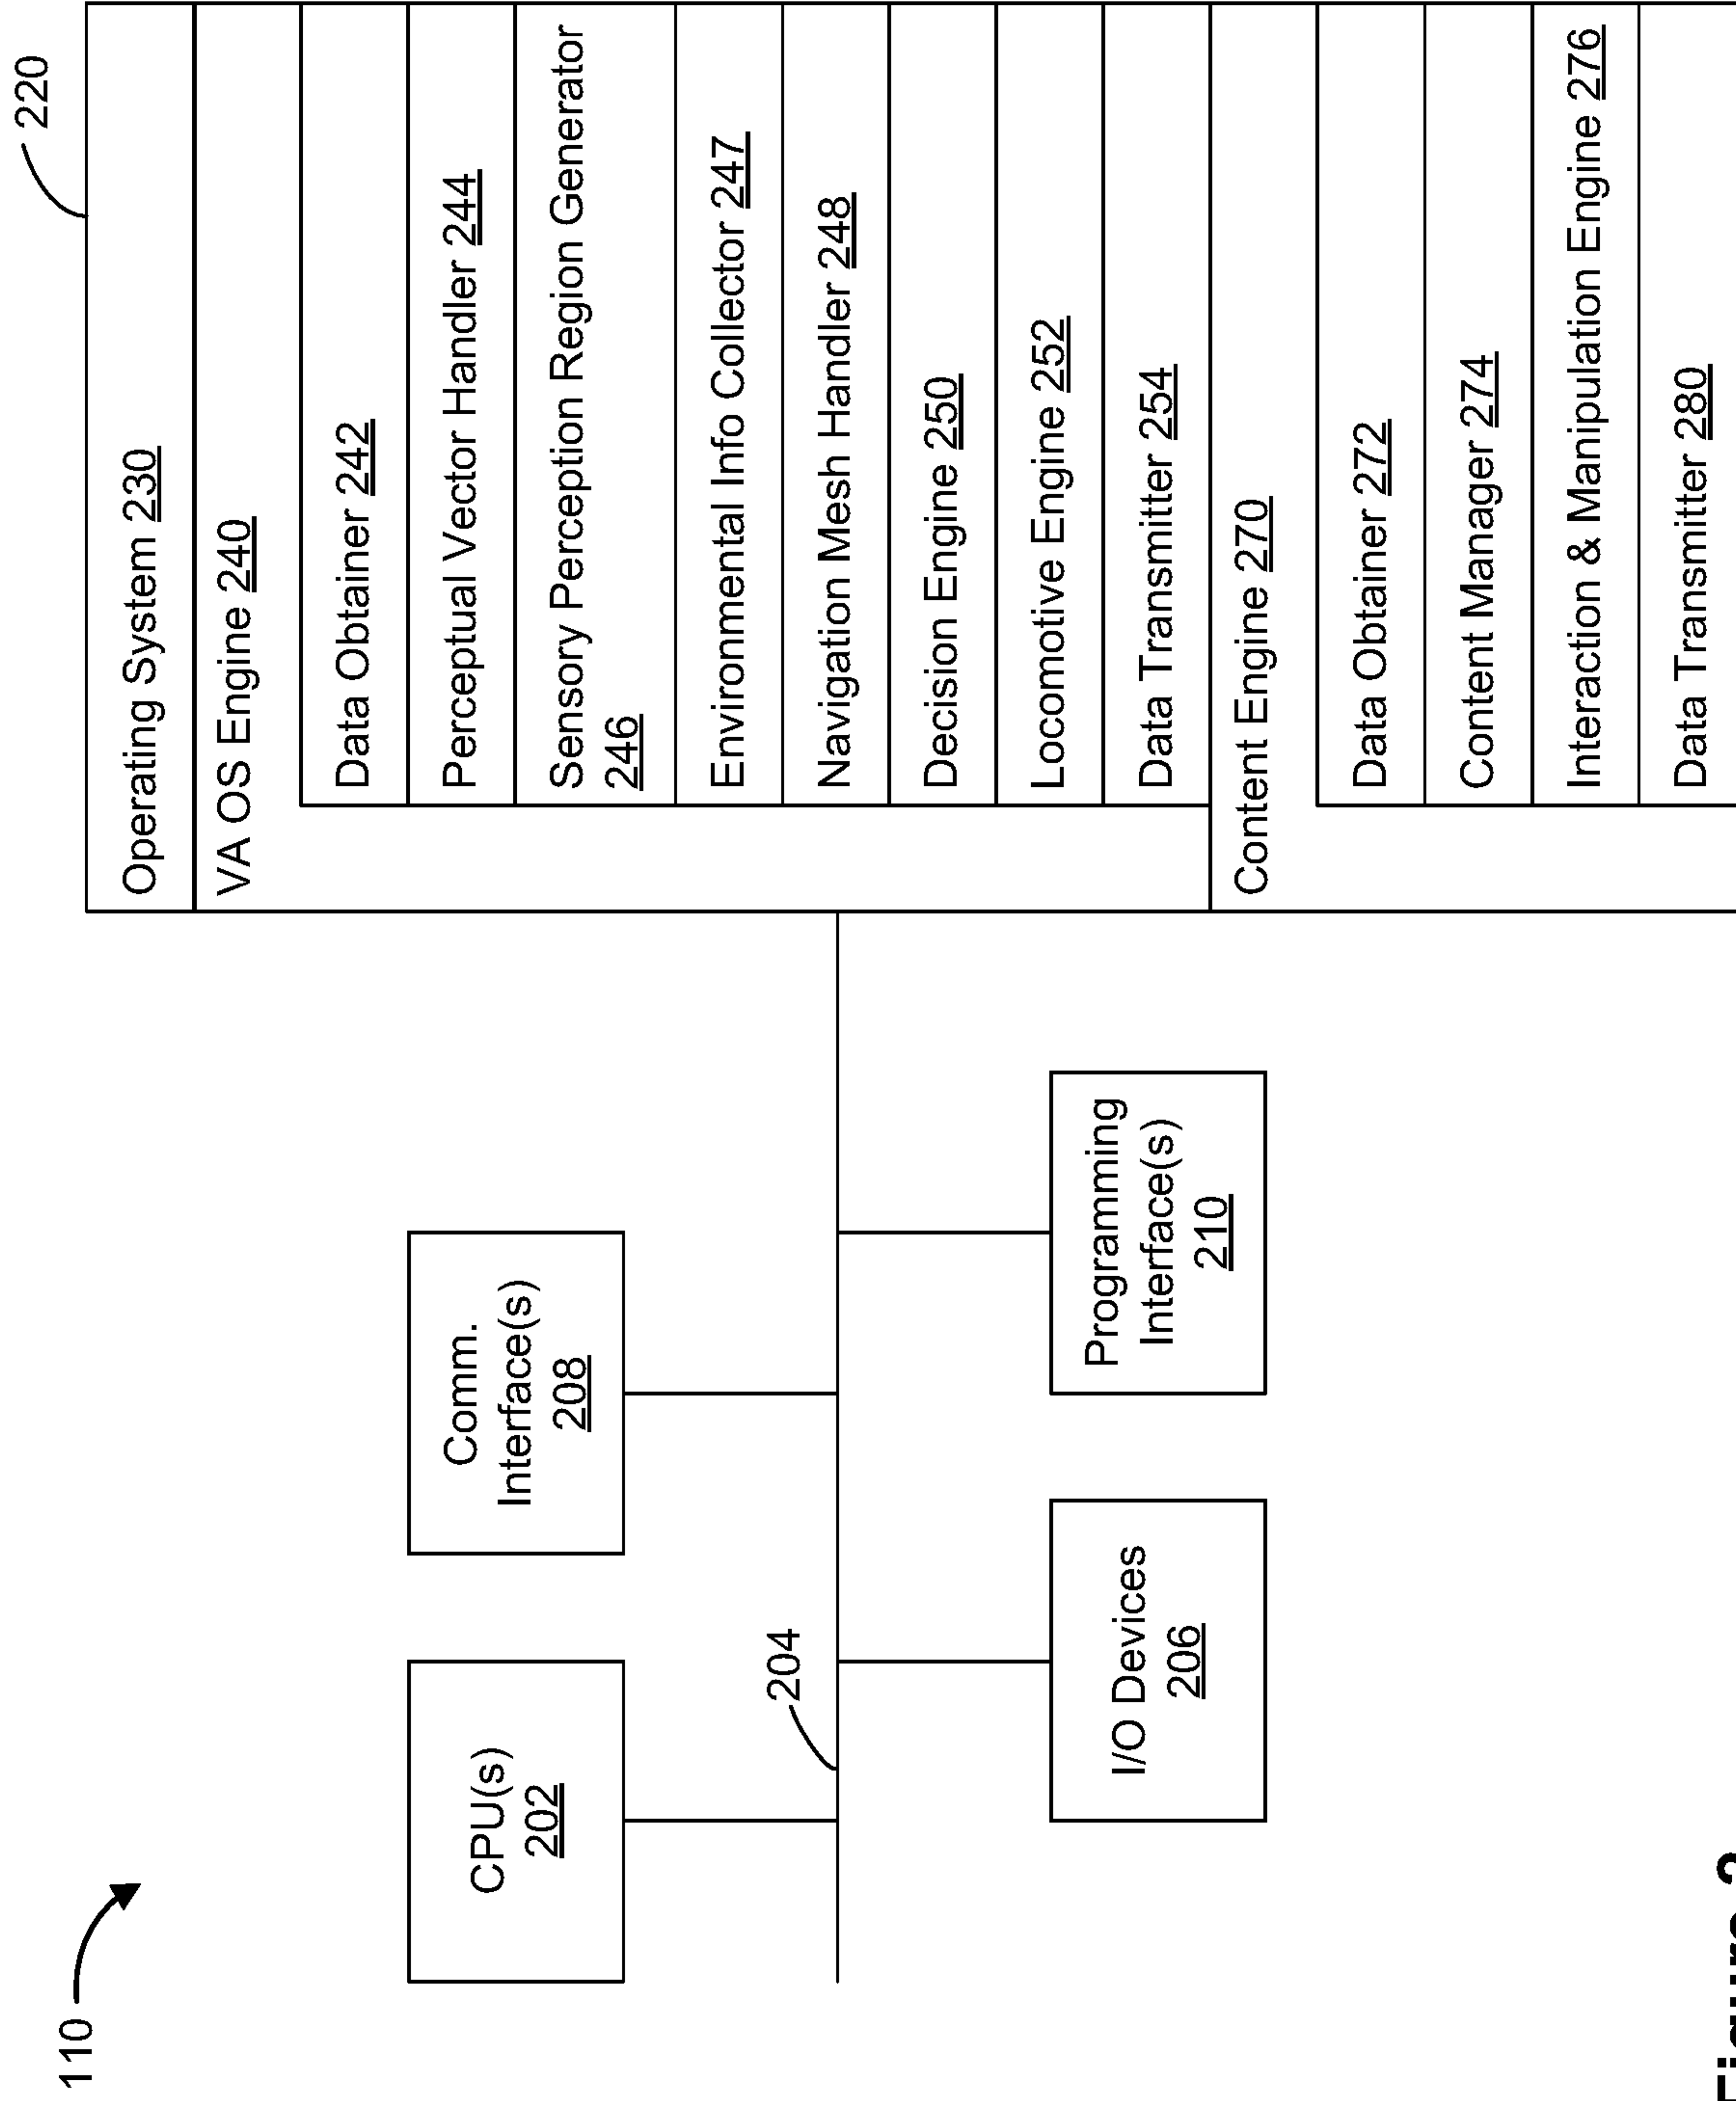 110
220
CPU(s)
202
Comm.
Interface(s)
208
204
I/O Devices
206
Programming
Interface(s)
210
Operating System 230
VA OS Engine 240
Data Obtainer 242
Perceptual Vector Handler 244
Sensory Perception Region Generator
246
Environmental Info Collector 247
Navigation Mesh Handler 248
Decision Engine 250
Locomotive Engine 252
Data Transmitter 254
Content Engine 270
Data Obtainer 272
Content Manager 274
Interaction & Manipulation Engine 276
Data Transmitter 280
Figure